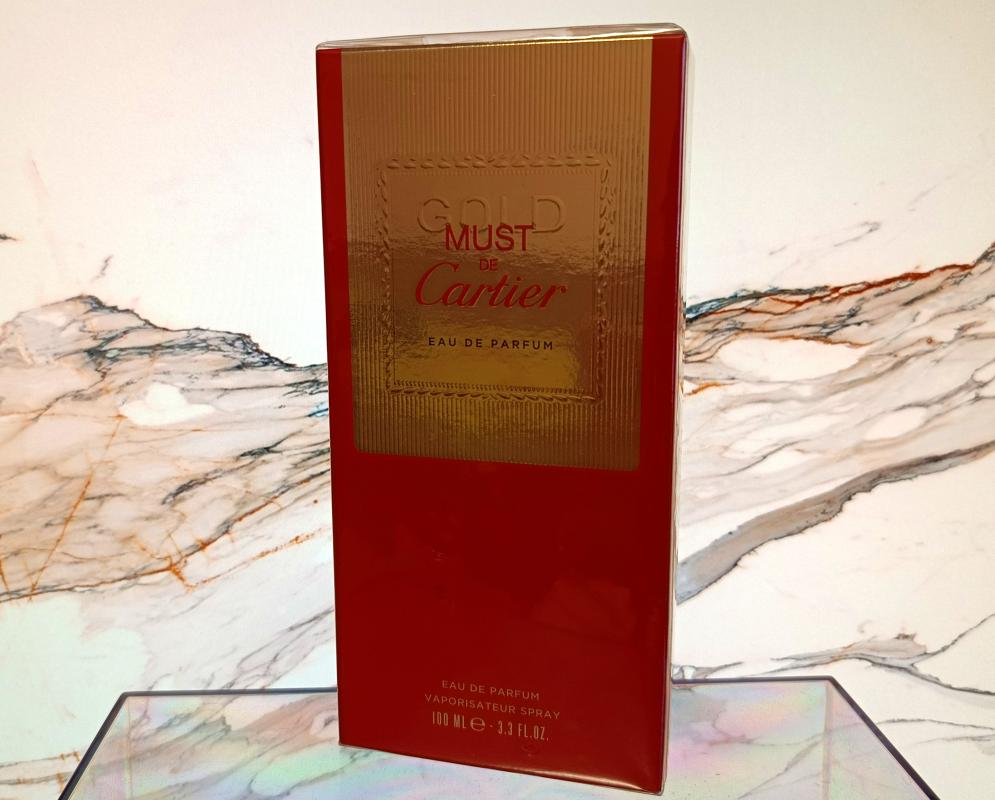 GOLD
MUST
DE
Cartier
EAU DE PARFUM
EAU DE PARFUM
VAPORISATEUR SPRAY
100 ML ℮ - 3.3 FL.OZ.